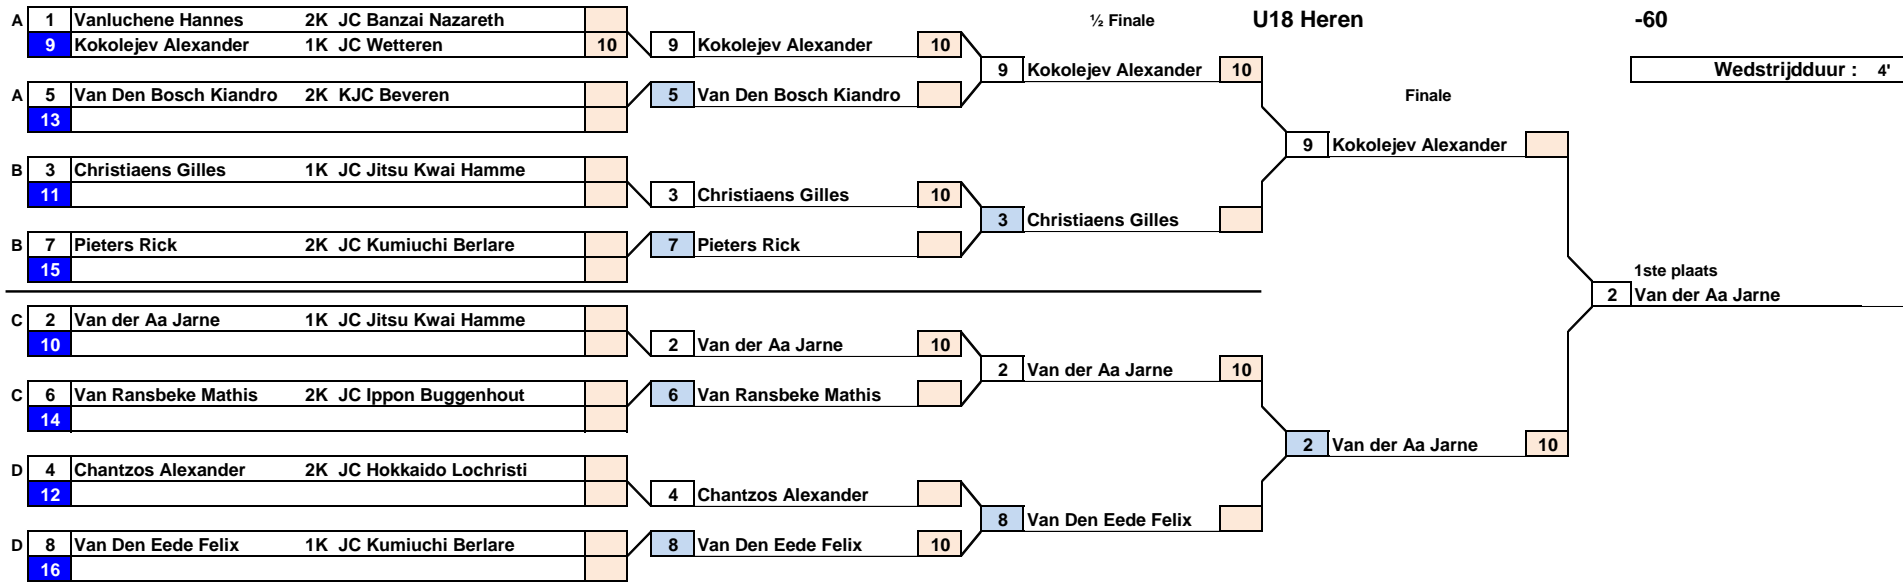 A 1 Vanluchene Hannes 2K JC Banzai Nazareth ½ Finale U18 Heren -60
9 Kokolejev Alexander 1K JC Wetteren 10 9 Kokolejev Alexander 10
9 Kokolejev Alexander 10 Wedstrijdduur : 4'
A 5 Van Den Bosch Kiandro 2K KJC Beveren 5 Van Den Bosch Kiandro Finale
13
9 Kokolejev Alexander
B 3 Christiaens Gilles 1K JC Jitsu Kwai Hamme
11 3 Christiaens Gilles 10
3 Christiaens Gilles
B 7 Pieters Rick 2K JC Kumiuchi Berlare 7 Pieters Rick
15 1ste plaats
2 Van der Aa Jarne
C 2 Van der Aa Jarne 1K JC Jitsu Kwai Hamme
10 2 Van der Aa Jarne 10
2 Van der Aa Jarne 10
C 6 Van Ransbeke Mathis 2K JC Ippon Buggenhout 6 Van Ransbeke Mathis
14
2 Van der Aa Jarne 10
D 4 Chantzos Alexander 2K JC Hokkaido Lochristi
12 4 Chantzos Alexander
8 Van Den Eede Felix
D 8 Van Den Eede Felix 1K JC Kumiuchi Berlare 8 Van Den Eede Felix 10
16